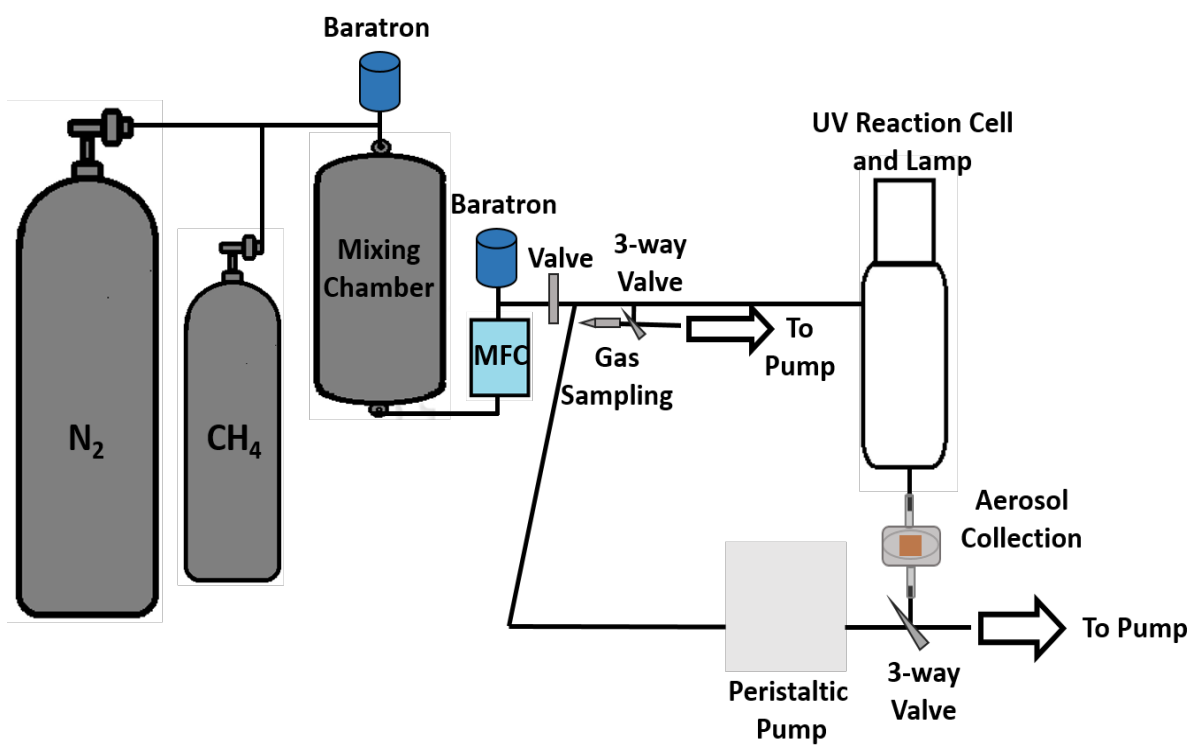 Baratron
UV Reaction Cell
and Lamp
Baratron
3-way
Valve
Valve
Mixing
Chamber
MFC
To
Pump
Gas
Sampling
N₂
CH₄
Aerosol
Collection
To Pump
3-way
Valve
Peristaltic
Pump